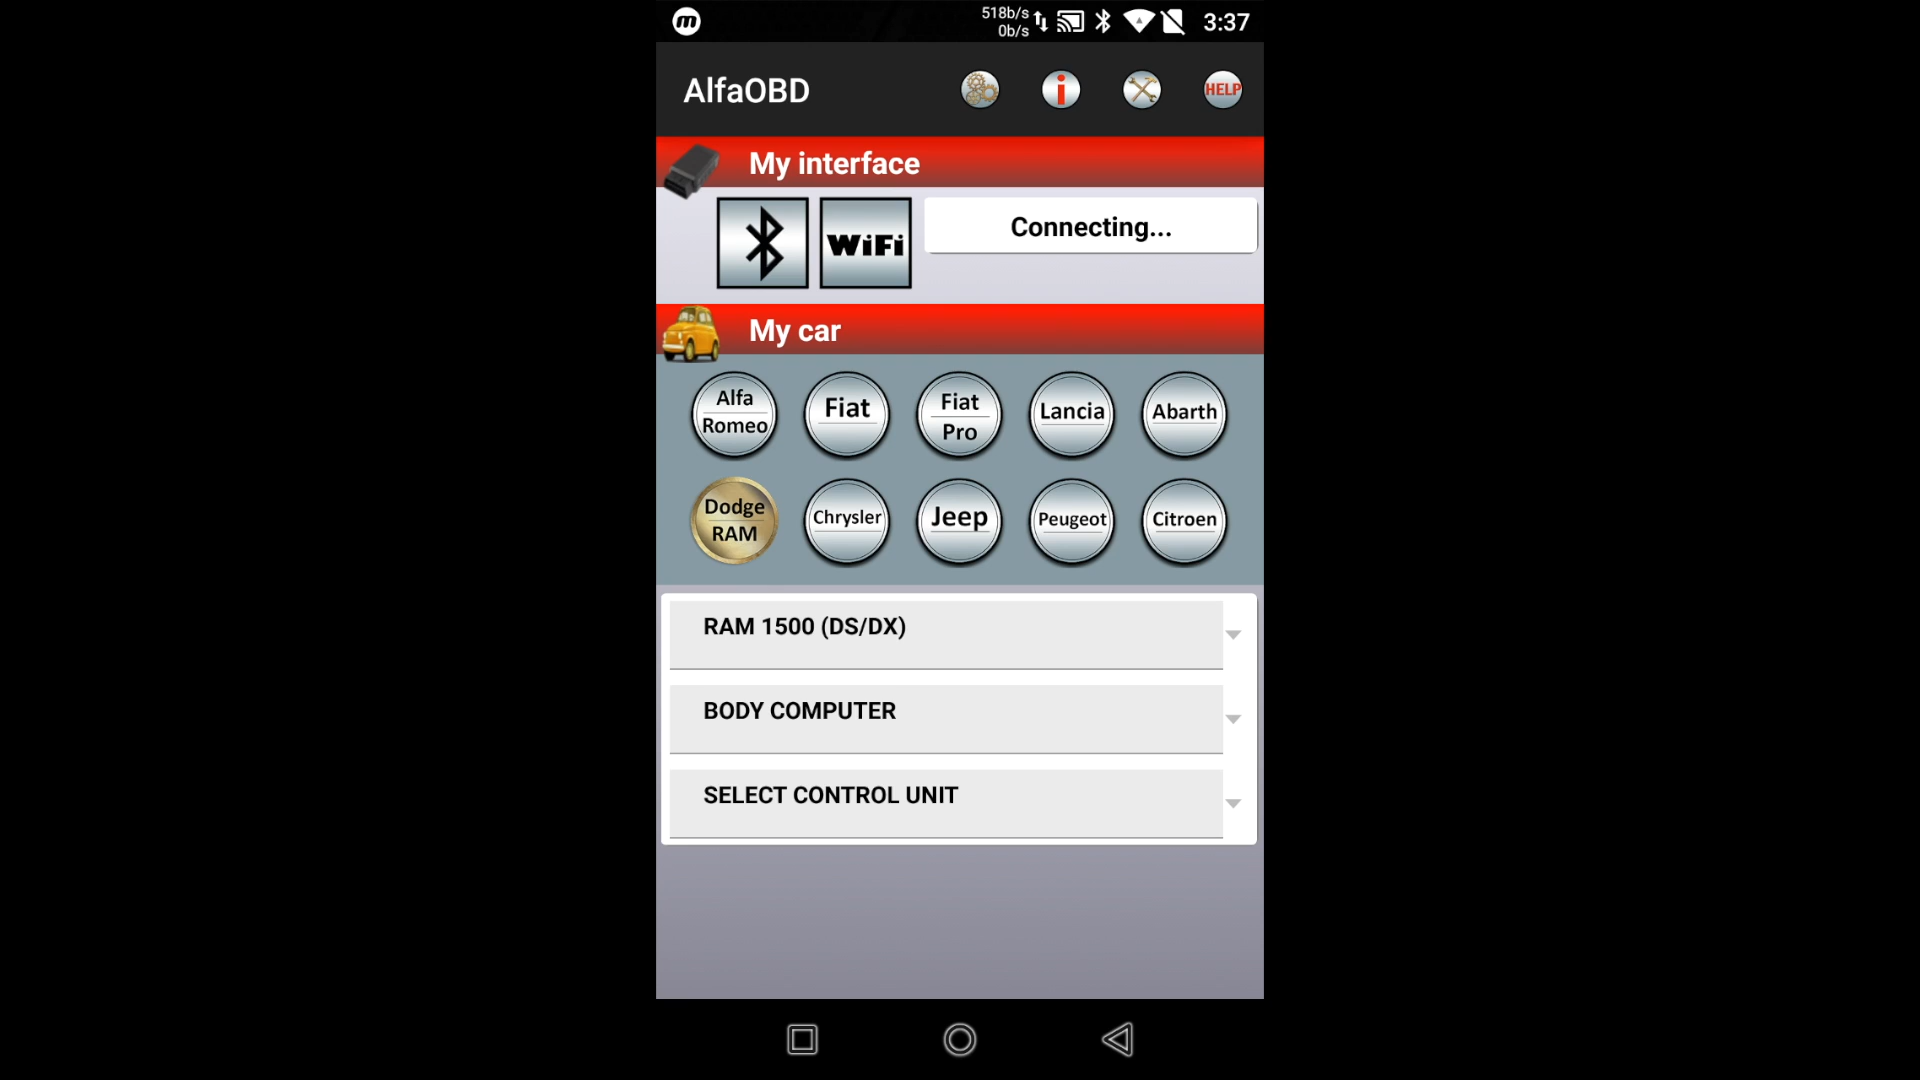 518b/s
0b/s
3:37
AlfaOBD
i
HELP
My interface
WiFi
Connecting...
My car
Alfa
Romeo
Fiat
Fiat
Pro
Lancia
Abarth
Dodge
RAM
Chrysler
Jeep
Peugeot
Citroen
RAM 1500 (DS/DX)
BODY COMPUTER
SELECT CONTROL UNIT